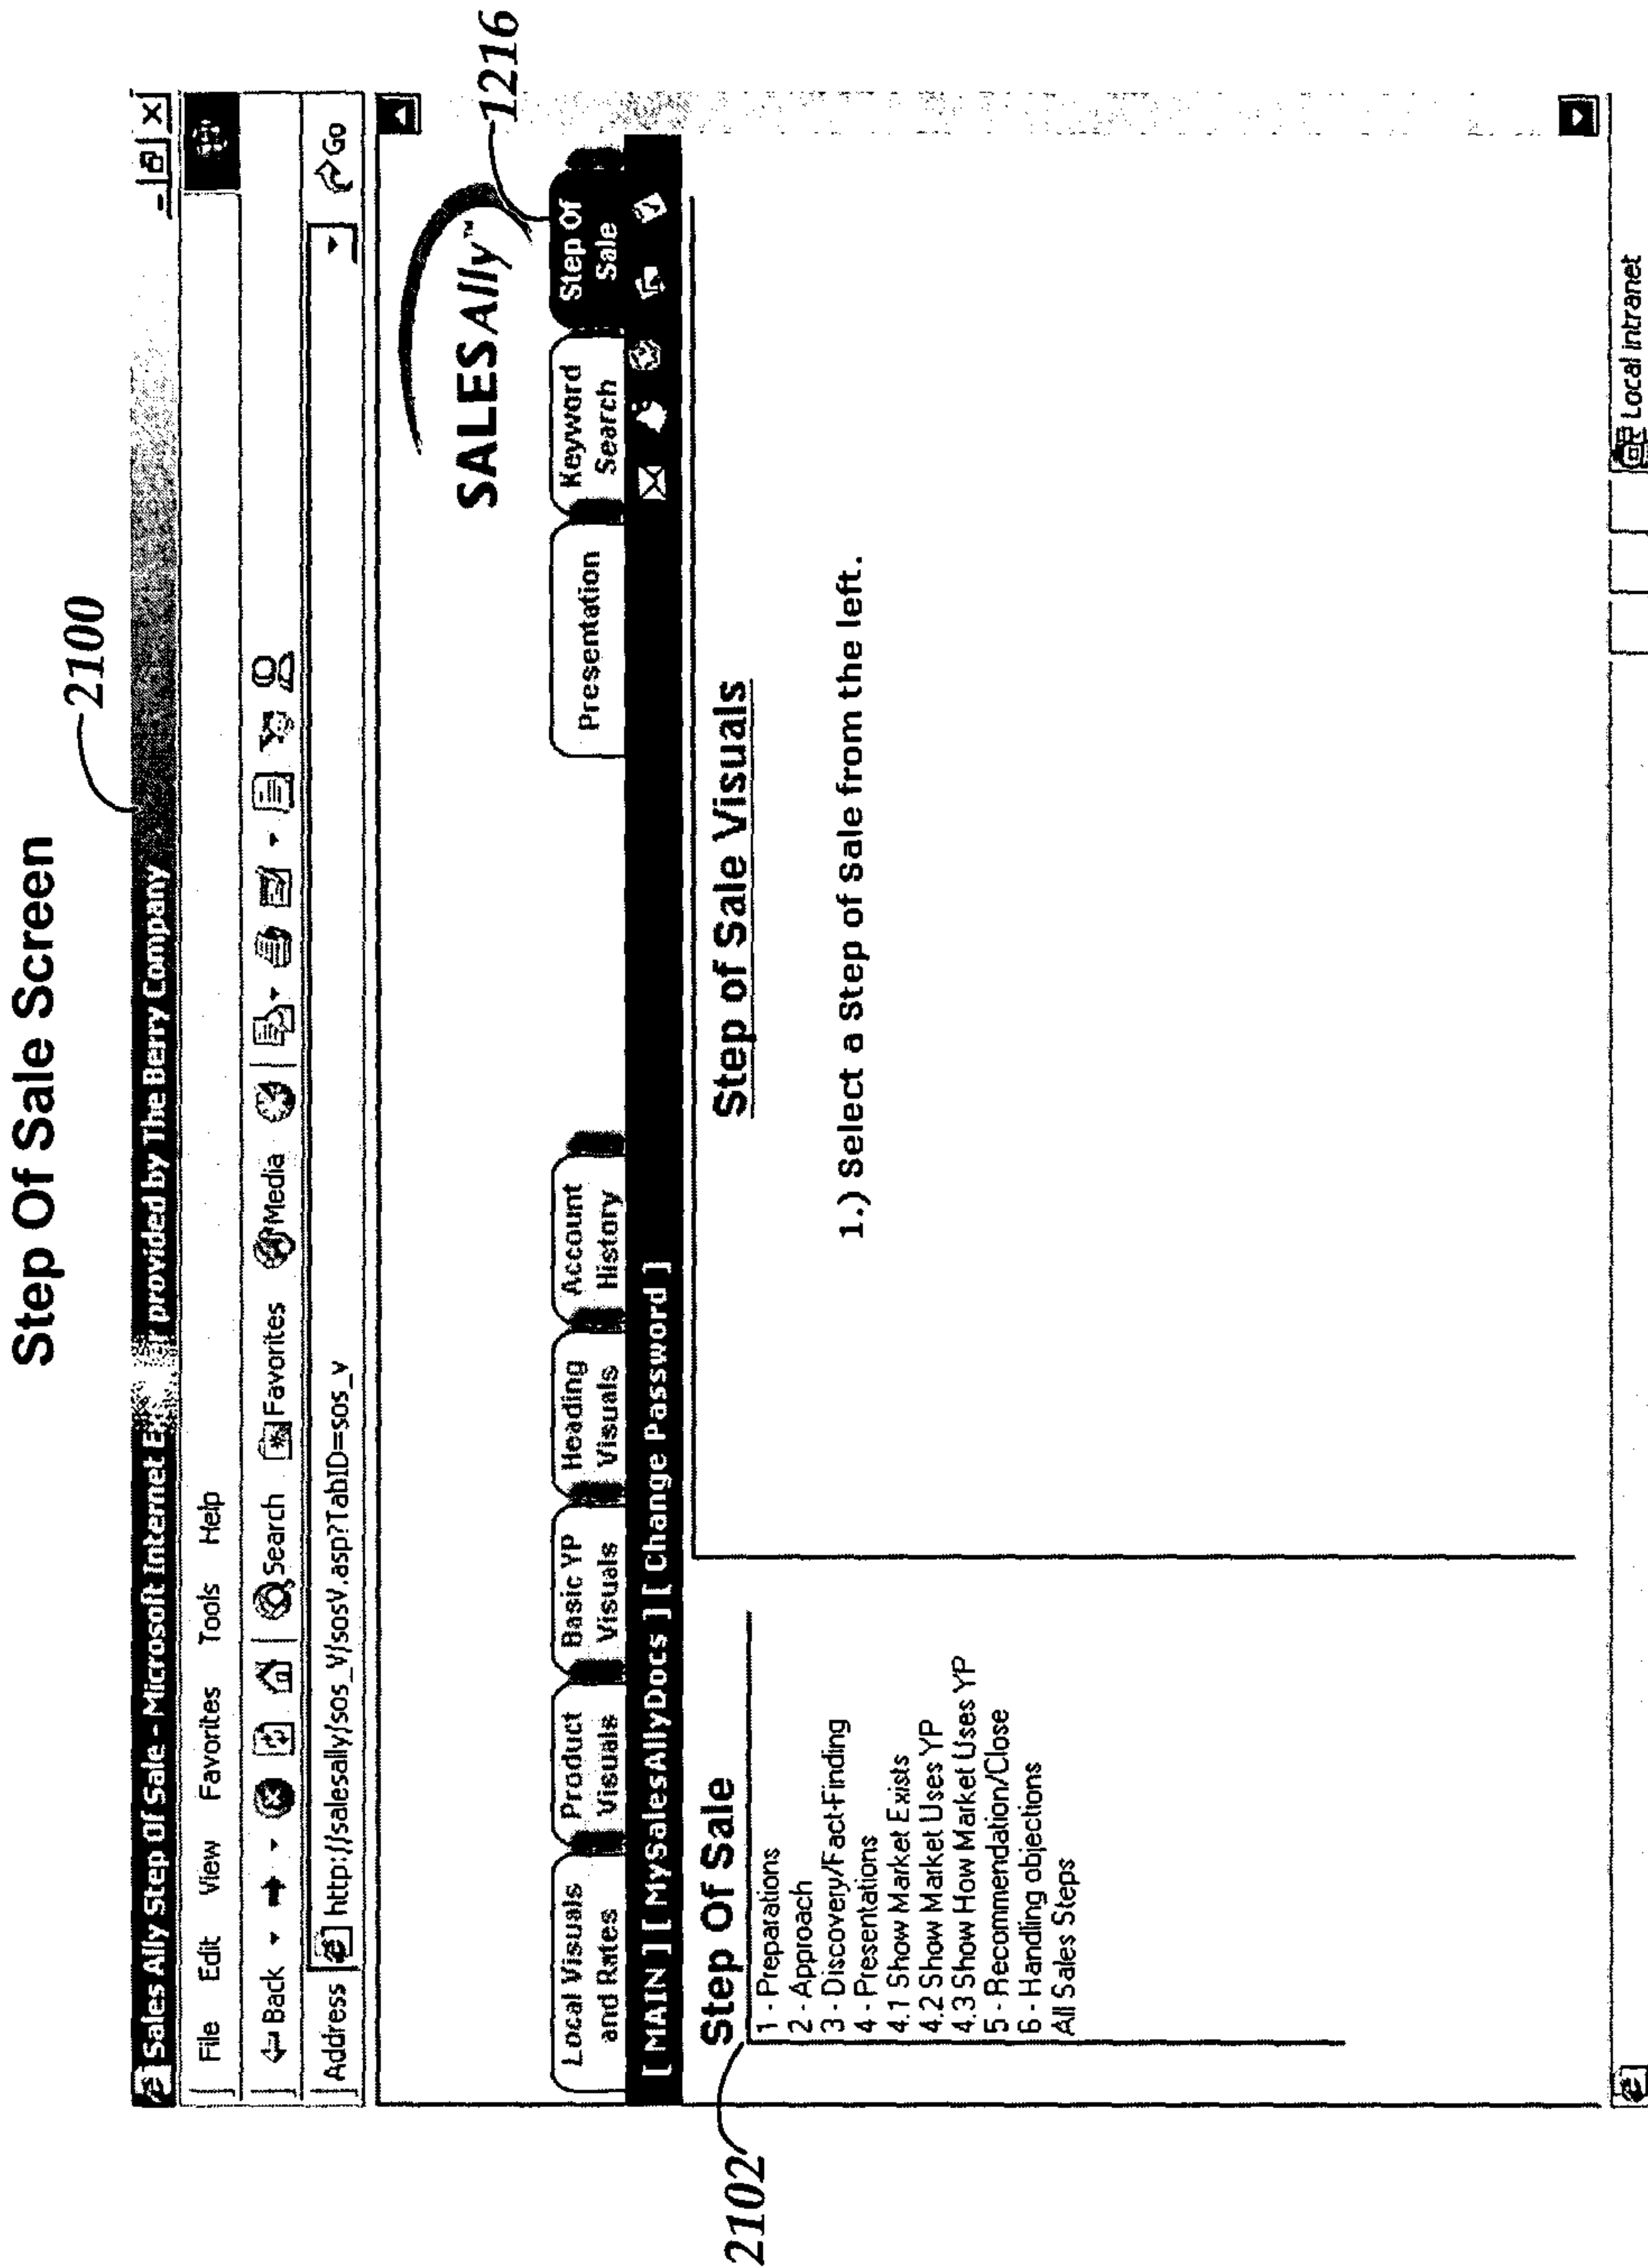 Step Of Sale Screen
2100
Sales Ally Step Of Sale - Microsoft Internet Ex er provided by The Berry Company
File Edit View Favorites Tools Help
Back Search Favorites Media
Address http://salesally/sos_V/sosV.asp?TabID=sos_v Go
SALESAlly™
1216
Local Visuals and Rates
Product Visuals
Basic YP Visuals
Heading Visuals
Account History
Presentation
Keyword Search
Step Of Sale
[ MAIN ] [ MySalesAllyDocs ] [ Change Password ]
2102
Step Of Sale
1 - Preparations
2 - Approach
3 - Discovery/Fact-Finding
4 - Presentations
4.1 Show Market Exists
4.2 Show Market Uses YP
4.3 Show How Market Uses YP
5 - Recommendation/Close
6 - Handling objections
All Sales Steps
Step of Sale Visuals
1.) Select a Step of Sale from the left.
Local intranet